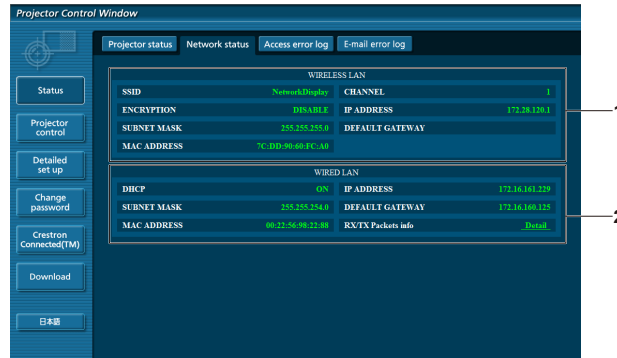 Projector Control Window
Projector status Network status Access error log E-mail error log
Status
Projector control
Detailed set up
Change password
Crestron Connected(TM)
Download
日本語
WIRELESS LAN
SSID NetworkDisplay CHANNEL 1
ENCRYPTION DISABLE IP ADDRESS 172.28.120.1
SUBNET MASK 255.255.255.0 DEFAULT GATEWAY
MAC ADDRESS 7C:DD:90:60:FC:A0
1
WIRED LAN
DHCP ON IP ADDRESS 172.16.161.229
SUBNET MASK 255.255.254.0 DEFAULT GATEWAY 172.16.160.125
MAC ADDRESS 00:22:56:98:22:88 RX/TX Packets info Detail
2